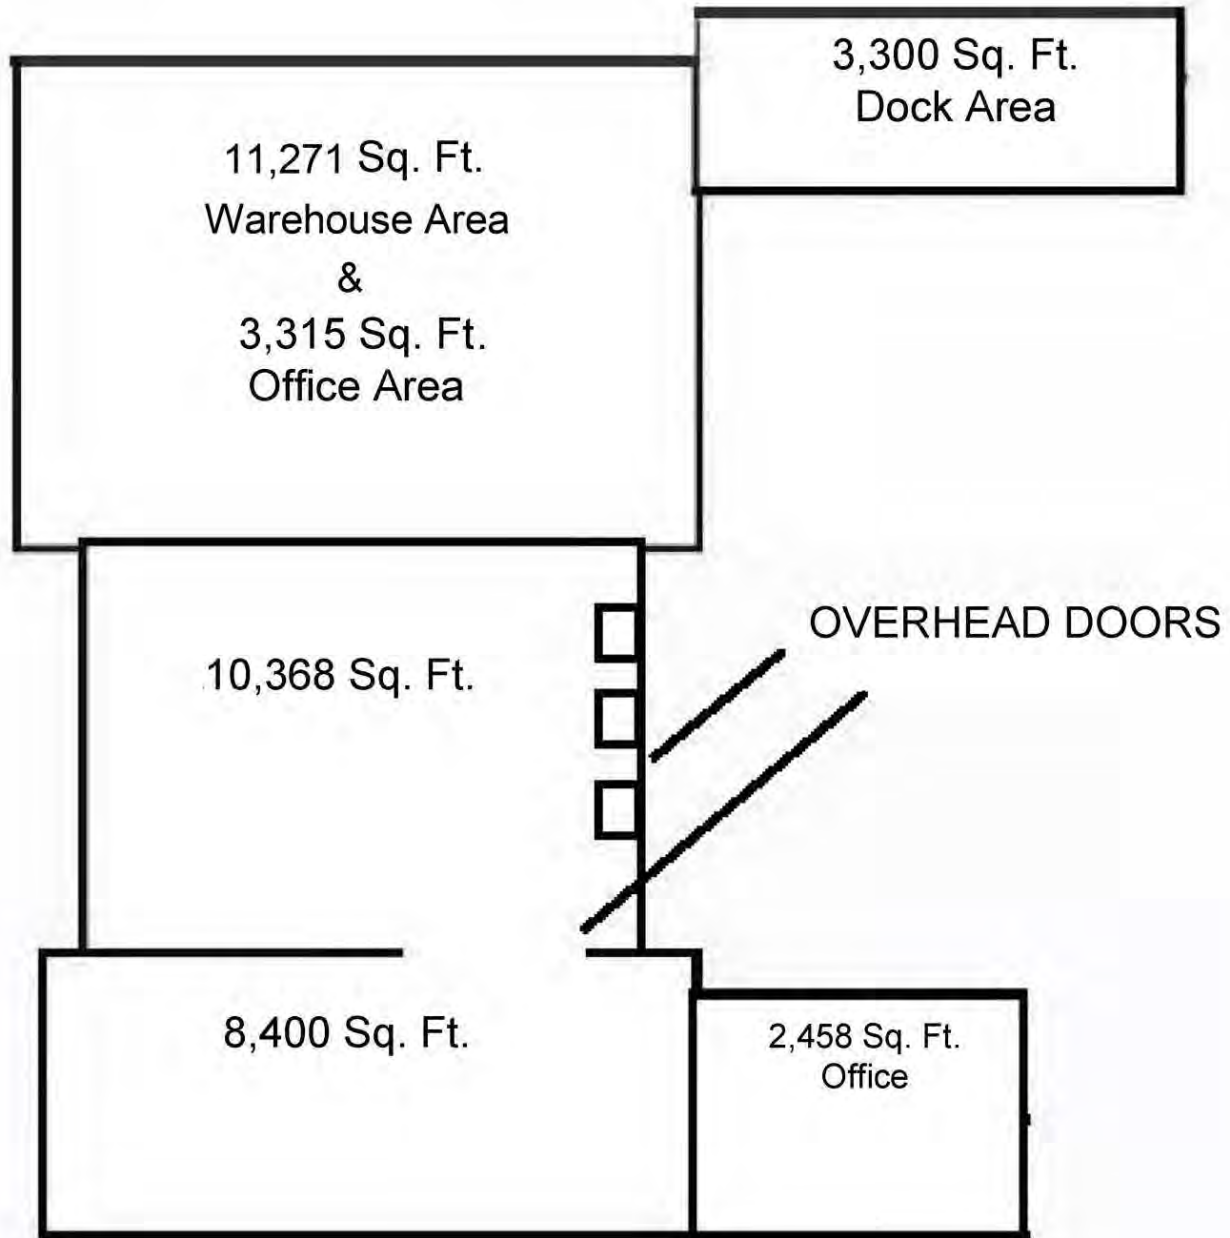 3,300 Sq. Ft.
Dock Area
11,271 Sq. Ft.
Warehouse Area
&
3,315 Sq. Ft.
Office Area
OVERHEAD DOORS
10,368 Sq. Ft.
8,400 Sq. Ft.
2,458 Sq. Ft.
Office